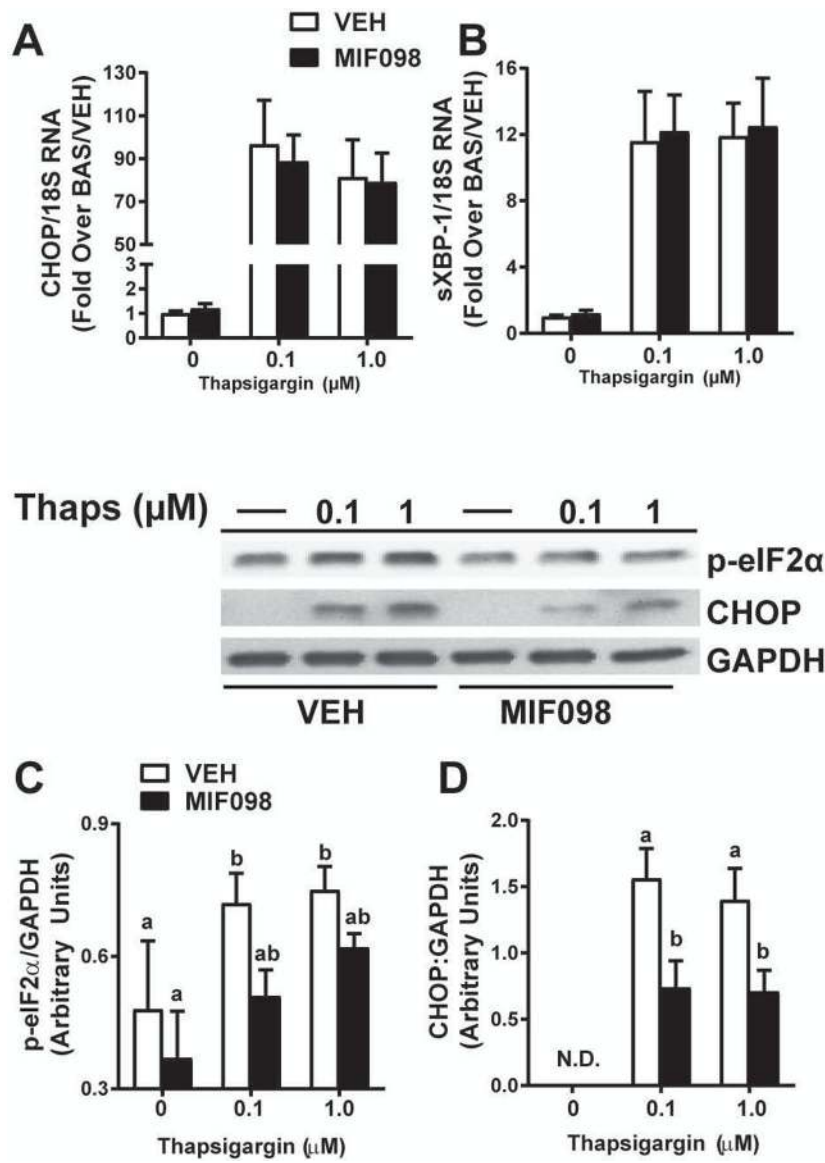 A
VEH
MIF098
B
CHOP/18S RNA
(Fold Over BAS/VEH)
130
110
90
70
50
3
2
1
0
0 0.1 1.0
Thapsigargin (µM)
sXBP-1/18S RNA
(Fold Over BAS/VEH)
16
12
8
4
0
0 0.1 1.0
Thapsigargin (µM)
Thaps (µM) — 0.1 1 — 0.1 1
p-eIF2α
CHOP
GAPDH
VEH MIF098
C
VEH
MIF098
D
p-eIF2α/GAPDH
(Arbitrary Units)
0.9
0.6
0.3
a a b ab b ab
0 0.1 1.0
Thapsigargin (µM)
CHOP:GAPDH
(Arbitrary Units)
2.0
1.5
1.0
0.5
0.0
N.D. a b a b
0 0.1 1.0
Thapsigargin (µM)